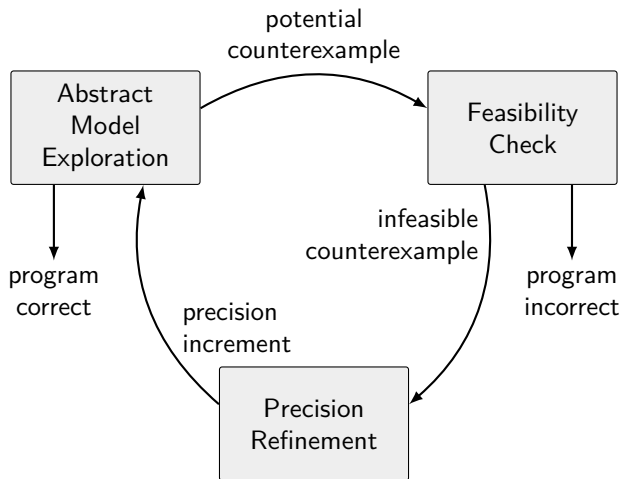 potential
counterexample
Abstract
Model
Exploration
Feasibility
Check
infeasible
counterexample
program
correct
program
incorrect
precision
increment
Precision
Refinement